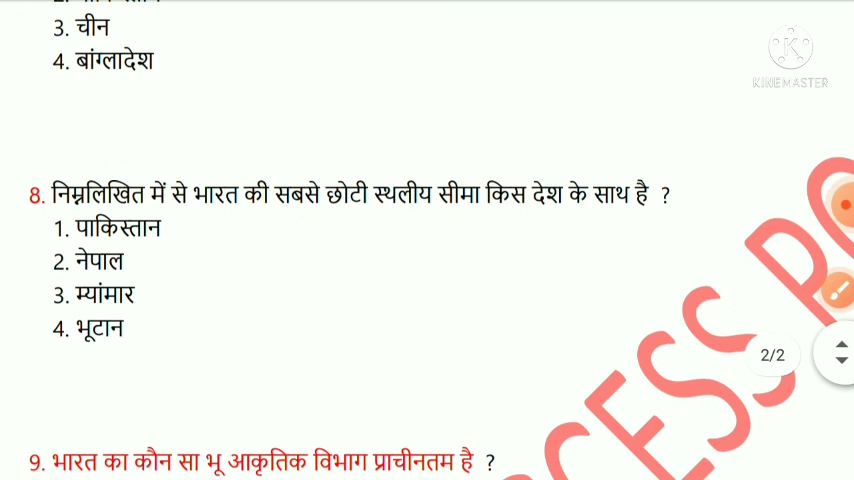 3. चीन
4. बांग्लादेश
KINEMASTER
8. निम्नलिखित में से भारत की सबसे छोटी स्थलीय सीमा किस देश के साथ है ?
1. पाकिस्तान
2. नेपाल
3. म्यांमार
4. भूटान
2/2
9. भारत का कौन सा भू आकृतिक विभाग प्राचीनतम है ?